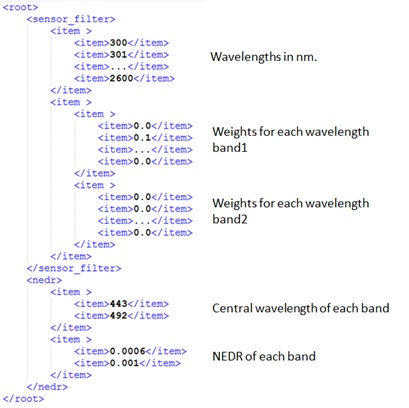 <root>
<sensor_filter>
<item >
<item>300</item>
<item>301</item>
Wavelengths in nm.
<item>...</item>
<item>2600</item>
</item>
<item >
<item >
<item>0.0</item>
Weights for each wavelength
<item>0.1</item>
band1
<item>...</item>
<item>0.0</item>
</item>
<item >
<item>0.0</item>
Weights for each wavelength
<item>0.0</item>
band2
<item>...</item>
<item>0.0</item>
</item>
</item>
</sensor_filter>
<nedr>
<item >
<item>443</item>
Central wavelength of each band
<item>492</item>
</item>
<item >
<item>0.0006</item>
NEDR of each band
<item>0.001</item>
</item>
</nedr>
</root>